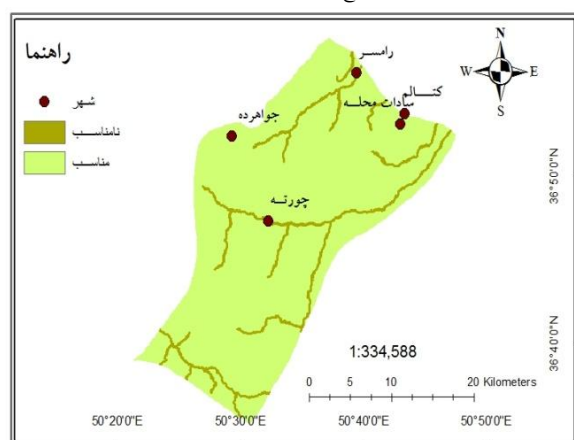 راهنما
شهر
نامناسب
مناسب
رامسر
کتالم
سادات محله
جواهرده
چورته
N
W E
S
36°50'0"N
36°40'0"N
1:334,588
0 5 10 20 Kilometers
50°20'0"E 50°30'0"E 50°40'0"E 50°50'0"E